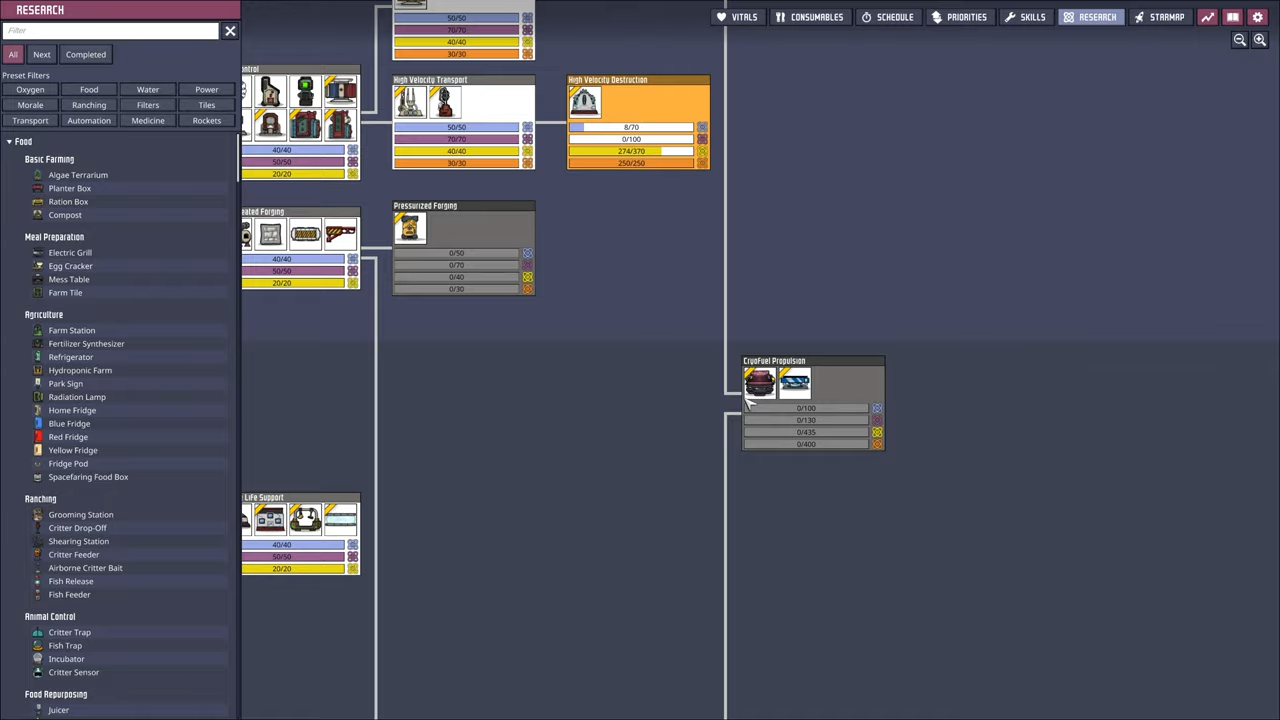 RESEARCH
VITALS
CONSUMABLES
SCHEDULE
PRIORITIES
SKILLS
RESEARCH
STARMAP
Filter
All
Next
Completed
Preset Filters
Oxygen
Food
Water
Power
Morale
Ranching
Filters
Tiles
Transport
Automation
Medicine
Rockets
Food
Basic Farming
Algae Terrarium
Planter Box
Ration Box
Compost
Meal Preparation
Electric Grill
Egg Cracker
Mess Table
Farm Tile
Agriculture
Farm Station
Fertilizer Synthesizer
Refrigerator
Hydroponic Farm
Park Sign
Radiation Lamp
Home Fridge
Blue Fridge
Red Fridge
Yellow Fridge
Fridge Pod
Spacefaring Food Box
Ranching
Grooming Station
Critter Drop-Off
Shearing Station
Critter Feeder
Airborne Critter Bait
Fish Release
Fish Feeder
Animal Control
Critter Trap
Fish Trap
Incubator
Critter Sensor
Food Repurposing
Juicer
50/50
70/70
40/40
30/30
ontrol
40/40
50/50
20/20
High Velocity Transport
50/50
70/70
40/40
30/30
High Velocity Destruction
8/70
0/100
274/370
250/250
eated Forging
40/40
50/50
20/20
Pressurized Forging
0/50
0/70
0/40
0/30
CryoFuel Propulsion
0/100
0/130
0/435
0/400
Life Support
40/40
50/50
20/20